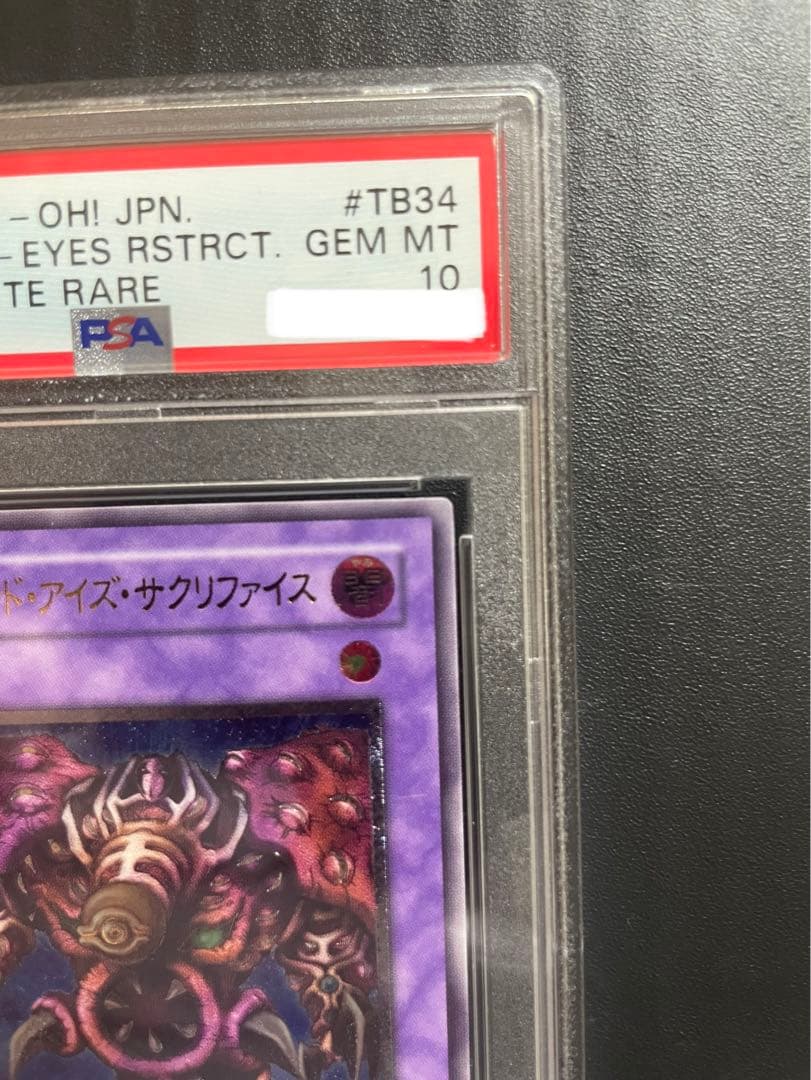 -OH! JPN. #TB34
-EYES RSTRCT. GEM MT
TE RARE 10
PSA
ド・アイズ・サクリファイス 闇